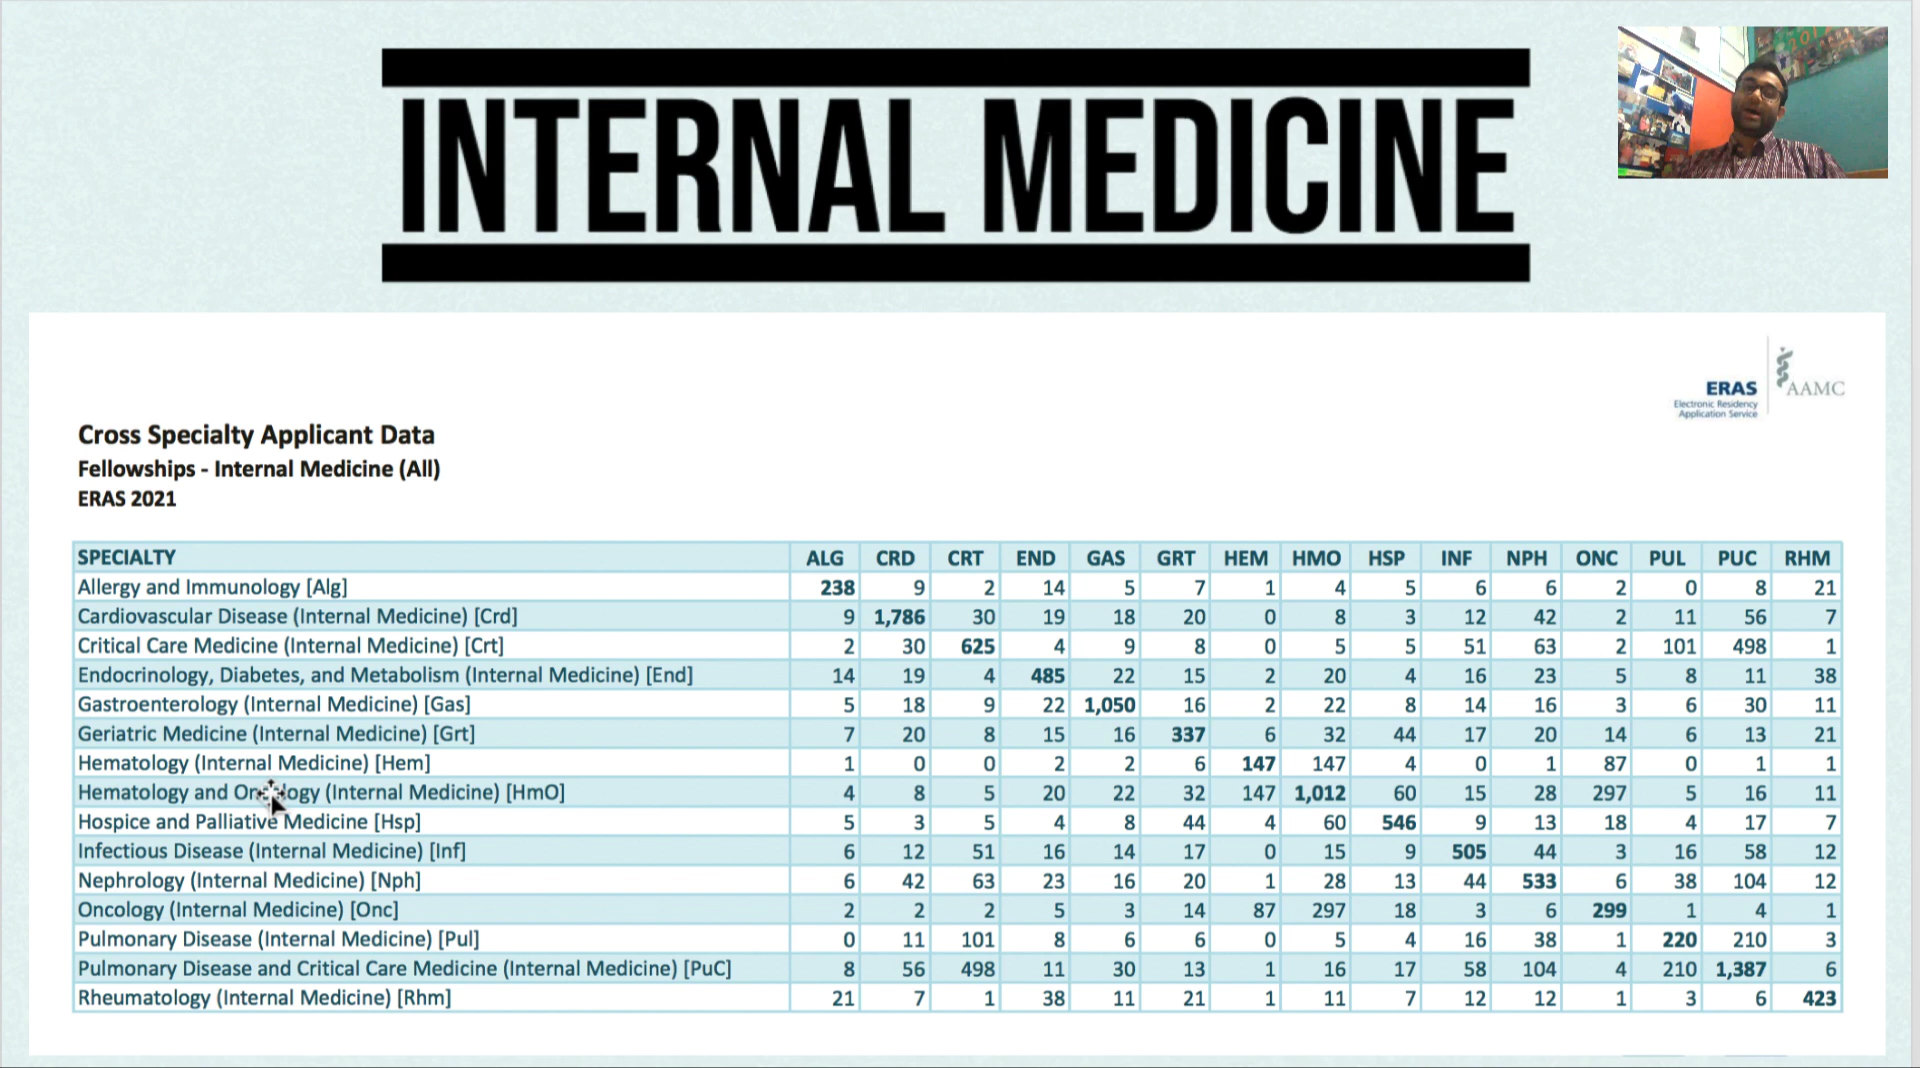 INTERNAL MEDICINE
ERAS
Electronic Residency
Application Service
AAMC
Cross Specialty Applicant Data
Fellowships - Internal Medicine (All)
ERAS 2021
SPECIALTY ALG CRD CRT END GAS GRT HEM HMO HSP INF NPH ONC PUL PUC RHM
Allergy and Immunology [Alg] 238 9 2 14 5 7 1 4 5 6 6 2 0 8 21
Cardiovascular Disease (Internal Medicine) [Crd] 9 1,786 30 19 18 20 0 8 3 12 42 2 11 56 7
Critical Care Medicine (Internal Medicine) [Crt] 2 30 625 4 9 8 0 5 5 51 63 2 101 498 1
Endocrinology, Diabetes, and Metabolism (Internal Medicine) [End] 14 19 4 485 22 15 2 20 4 16 23 5 8 11 38
Gastroenterology (Internal Medicine) [Gas] 5 18 9 22 1,050 16 2 22 8 14 16 3 6 30 11
Geriatric Medicine (Internal Medicine) [Grt] 7 20 8 15 16 337 6 32 44 17 20 14 6 13 21
Hematology (Internal Medicine) [Hem] 1 0 0 2 2 6 147 147 4 0 1 87 0 1 1
Hematology and Oncology (Internal Medicine) [HmO] 4 8 5 20 22 32 147 1,012 60 15 28 297 5 16 11
Hospice and Palliative Medicine [Hsp] 5 3 5 4 8 44 4 60 546 9 13 18 4 17 7
Infectious Disease (Internal Medicine) [Inf] 6 12 51 16 14 17 0 15 9 505 44 3 16 58 12
Nephrology (Internal Medicine) [Nph] 6 42 63 23 16 20 1 28 13 44 533 6 38 104 12
Oncology (Internal Medicine) [Onc] 2 2 2 5 3 14 87 297 18 3 6 299 1 4 1
Pulmonary Disease (Internal Medicine) [Pul] 0 11 101 8 6 6 0 5 4 16 38 1 220 210 3
Pulmonary Disease and Critical Care Medicine (Internal Medicine) [PuC] 8 56 498 11 30 13 1 16 17 58 104 4 210 1,387 6
Rheumatology (Internal Medicine) [Rhm] 21 7 1 38 11 21 1 11 7 12 12 1 3 6 423